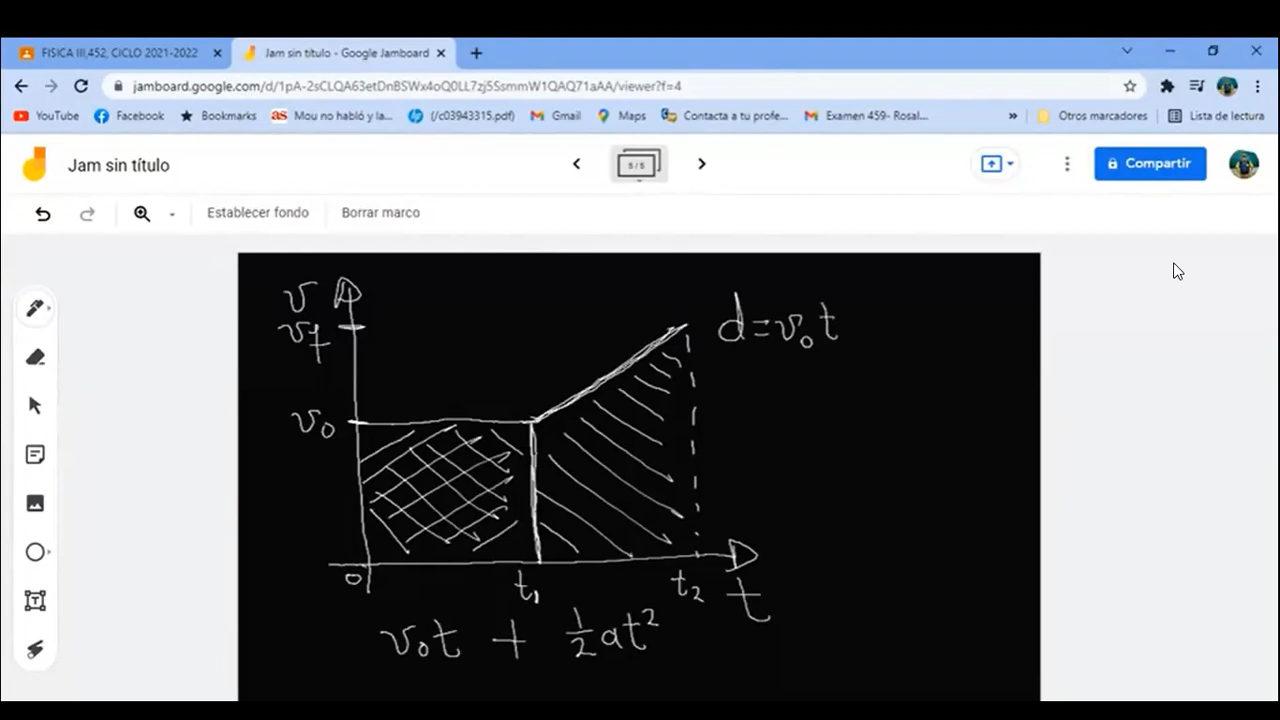 FISICA III,452, CICLO 2021-2022
Jam sin título - Google Jamboard
jamboard.google.com/d/1pA-2sCLQA63etDnBSWx4oQ0LL7zj5SsmmW1QAQ71aAA/viewer?f=4
YouTube Facebook Bookmarks Mou no habló y la... (/c03943315.pdf) Gmail Maps Contacta a tu profe... Examen 459- Rosal... » Otros marcadores Lista de lectura
Jam sin título
5/5
Compartir
Establecer fondo Borrar marco
v
vf
d=v₀t
v₀
0 t₁ t₂ t
v₀t + ½at²